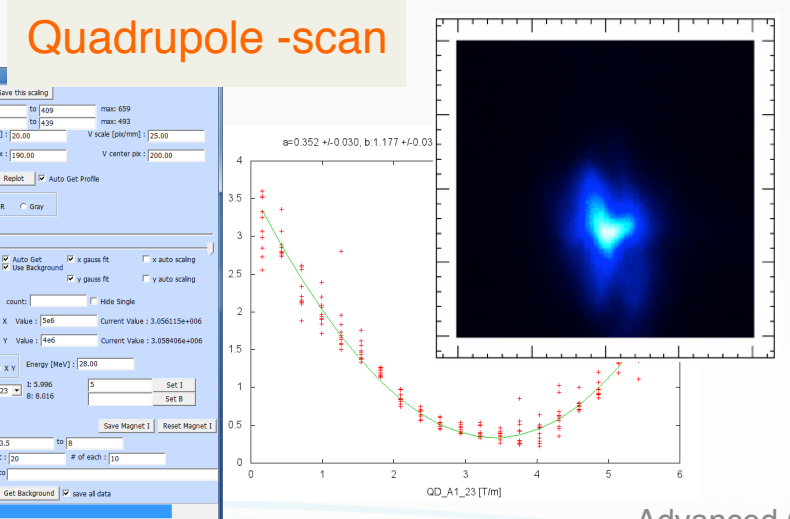 Quadrupole -scan
Save this scaling
to 409 max: 659
to 439 max: 493
: 20.00 V scale [pix/mm] : 25.00
: 190.00 V center pix : 200.00
Replot Auto Get Profile
R Gray
Auto Get x gauss fit x auto scaling
Use Background
y gauss fit y auto scaling
count: Hide Single
X Value : 5e6 Current Value : 3.056115e+006
Y Value : 4e6 Current Value : 3.058406e+006
X Y Energy [MeV] : 28.00
23 I: 5.996 5 Set I
B: 8.016 Set B
Save Magnet I Reset Magnet I
3.5 to 8
: 20 # of each : 10
to
Get Background save all data
a=0.352 +/-0.030, b:1.177 +/-0.03
4
3.5
3
2.5
2
1.5
1
0.5
0
0 1 2 3 4 5 6
QD_A1_23 [T/m]
Advanced